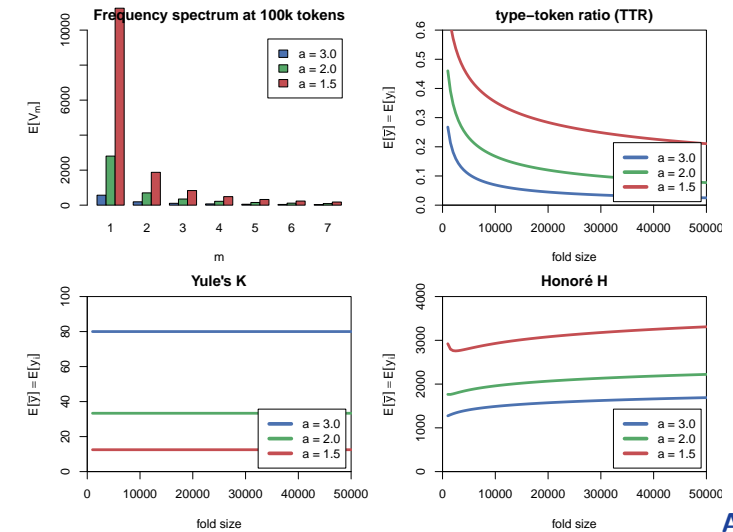 Frequency spectrum at 100k tokens
E[Vm]
10000
6000
2000
0
a = 3.0
a = 2.0
a = 1.5
1 2 3 4 5 6 7
m
type−token ratio (TTR)
E[y̅] = E[yi]
0.6
0.5
0.4
0.3
0.2
0.1
0.0
a = 3.0
a = 2.0
a = 1.5
0 10000 20000 30000 40000 50000
fold size
Yule's K
E[y̅] = E[yi]
100
80
60
40
20
0
a = 3.0
a = 2.0
a = 1.5
0 10000 20000 30000 40000 50000
fold size
Honoré H
E[y̅] = E[yi]
4000
3000
2000
1000
0
a = 3.0
a = 2.0
a = 1.5
0 10000 20000 30000 40000 50000
fold size